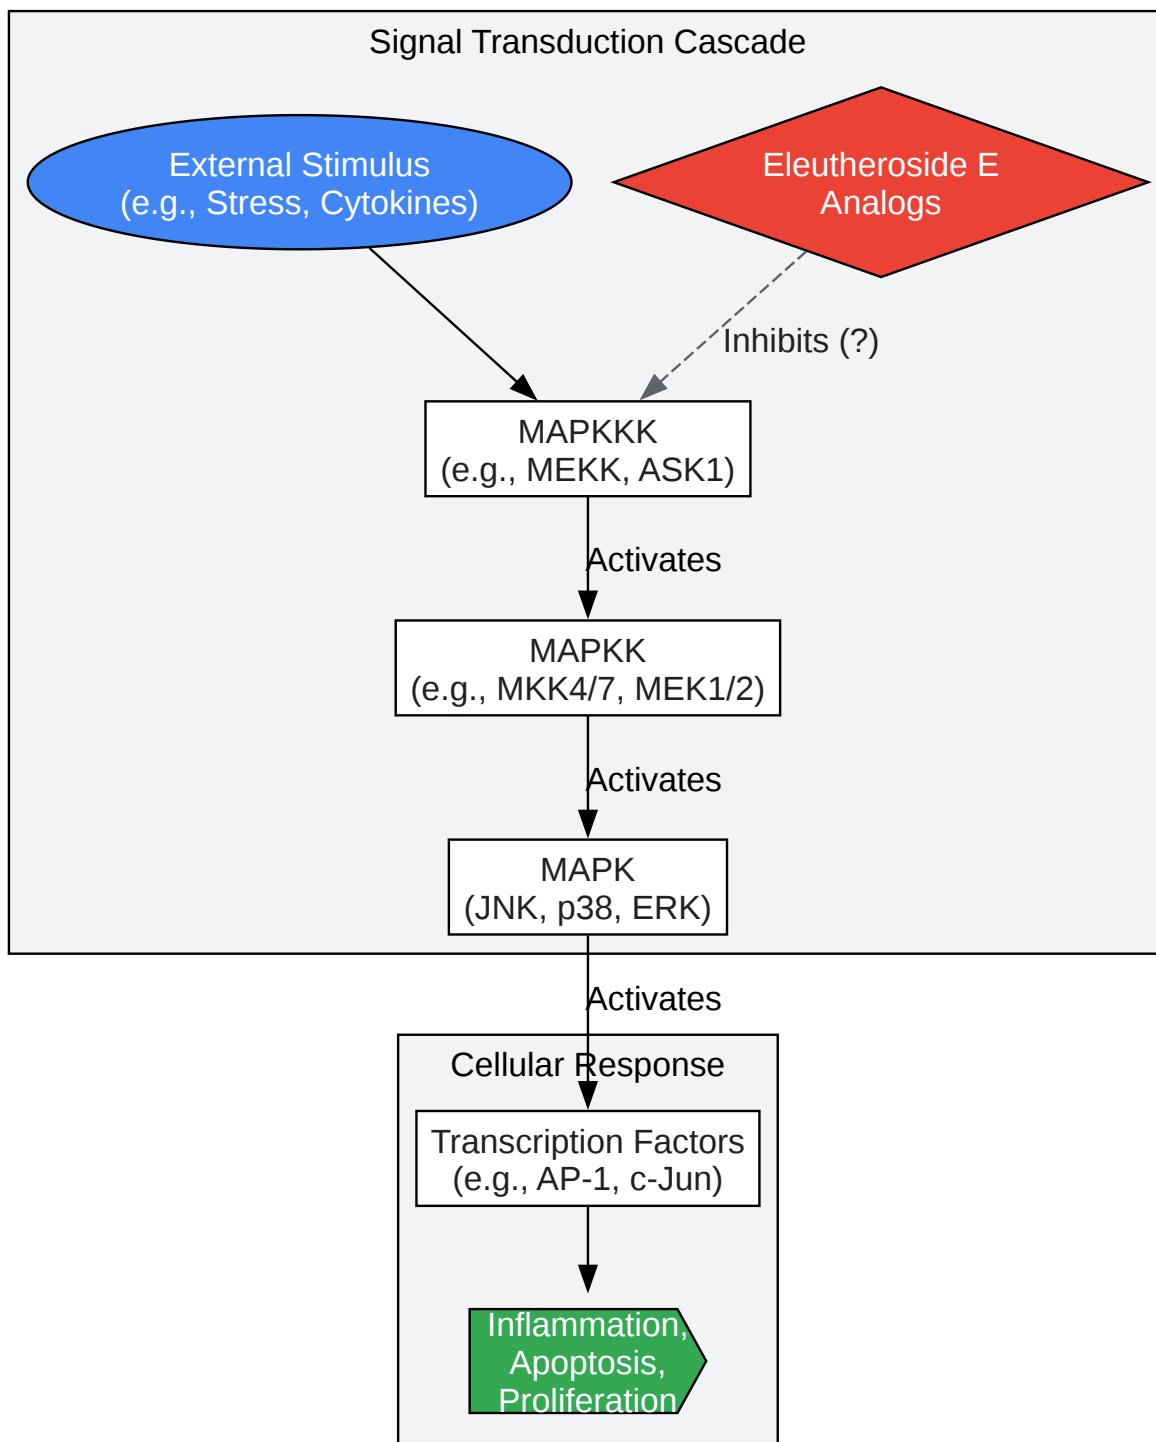 Signal Transduction Cascade
External Stimulus
(e.g., Stress, Cytokines)
Eleutheroside E
Analogs
Inhibits (?)
MAPKKK
(e.g., MEKK, ASK1)
Activates
MAPKK
(e.g., MKK4/7, MEK1/2)
Activates
MAPK
(JNK, p38, ERK)
Activates
Cellular Response
Transcription Factors
(e.g., AP-1, c-Jun)
Inflammation,
Apoptosis,
Proliferation